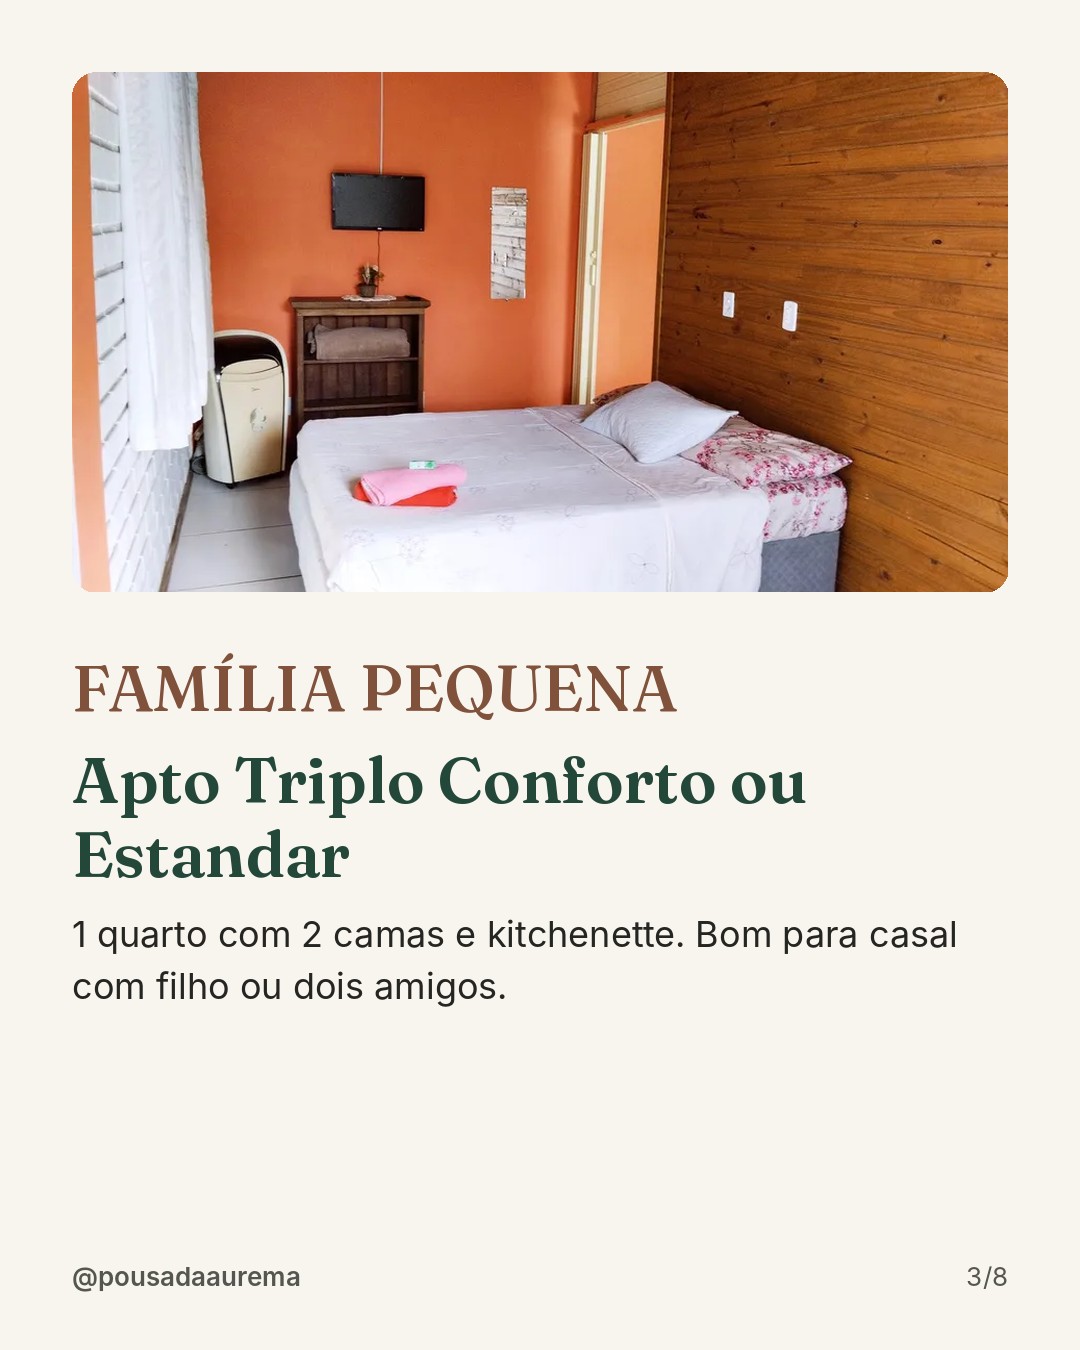 FAMÍLIA PEQUENA
Apto Triplo Conforto ou
Estandar
1 quarto com 2 camas e kitchenette. Bom para casal
com filho ou dois amigos.
@pousadaaurema
3/8